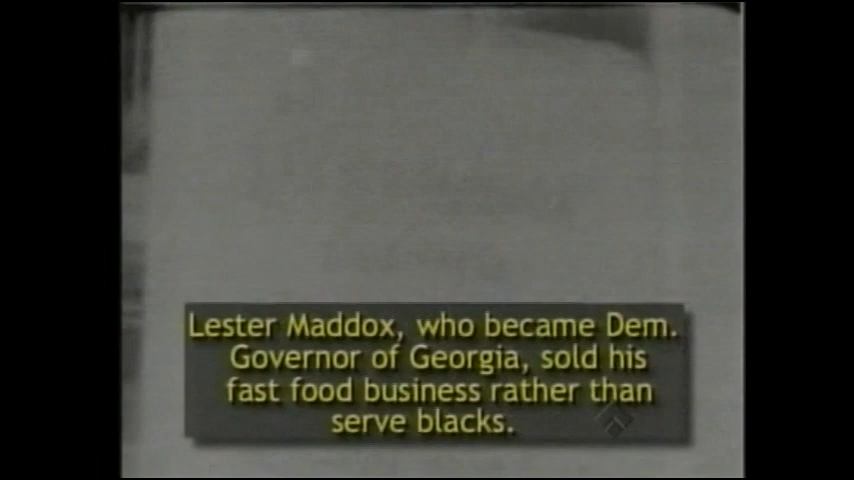 Lester Maddox, who became Dem.
Governor of Georgia, sold his
fast food business rather than
serve blacks.